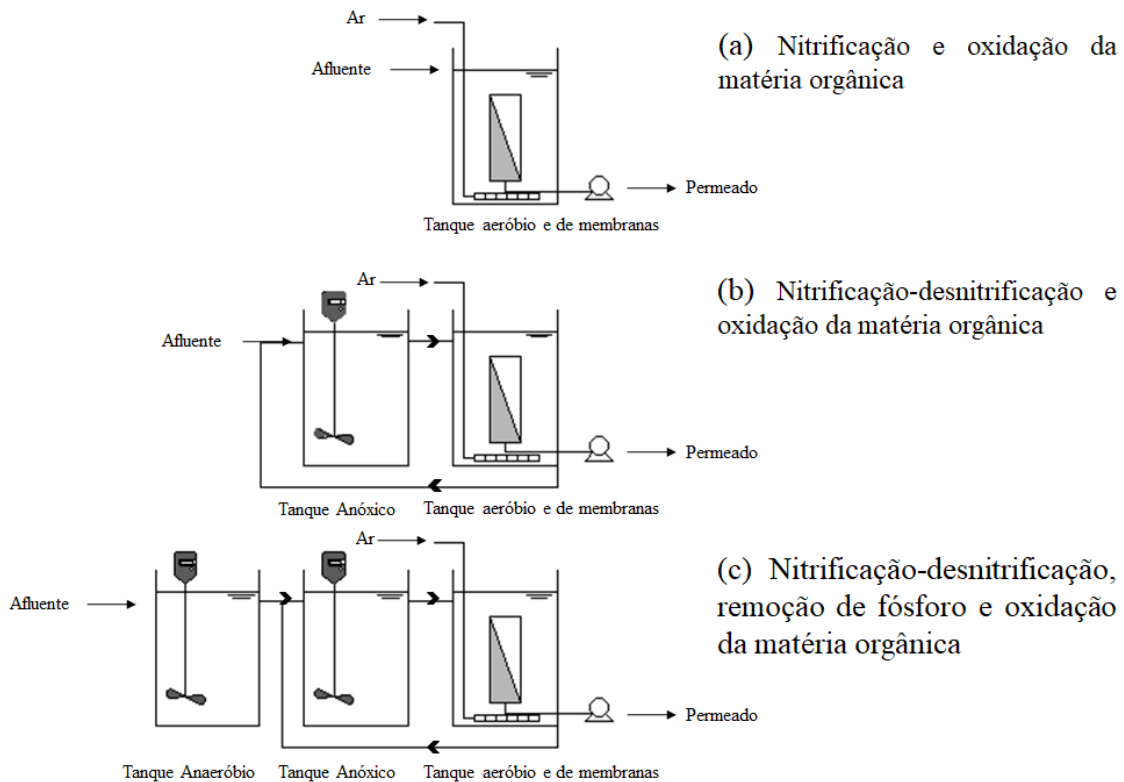 Ar
Afluente
(a) Nitrificação e oxidação da
matéria orgânica
Permeado
Tanque aeróbio e de membranas
Ar
Afluente
(b) Nitrificação-desnitrificação e
oxidação da matéria orgânica
Permeado
Tanque Anóxico
Tanque aeróbio e de membranas
Ar
Afluente
(c) Nitrificação-desnitrificação,
remoção de fósforo e oxidação
da matéria orgânica
Permeado
Tanque Anaeróbio
Tanque Anóxico
Tanque aeróbio e de membranas